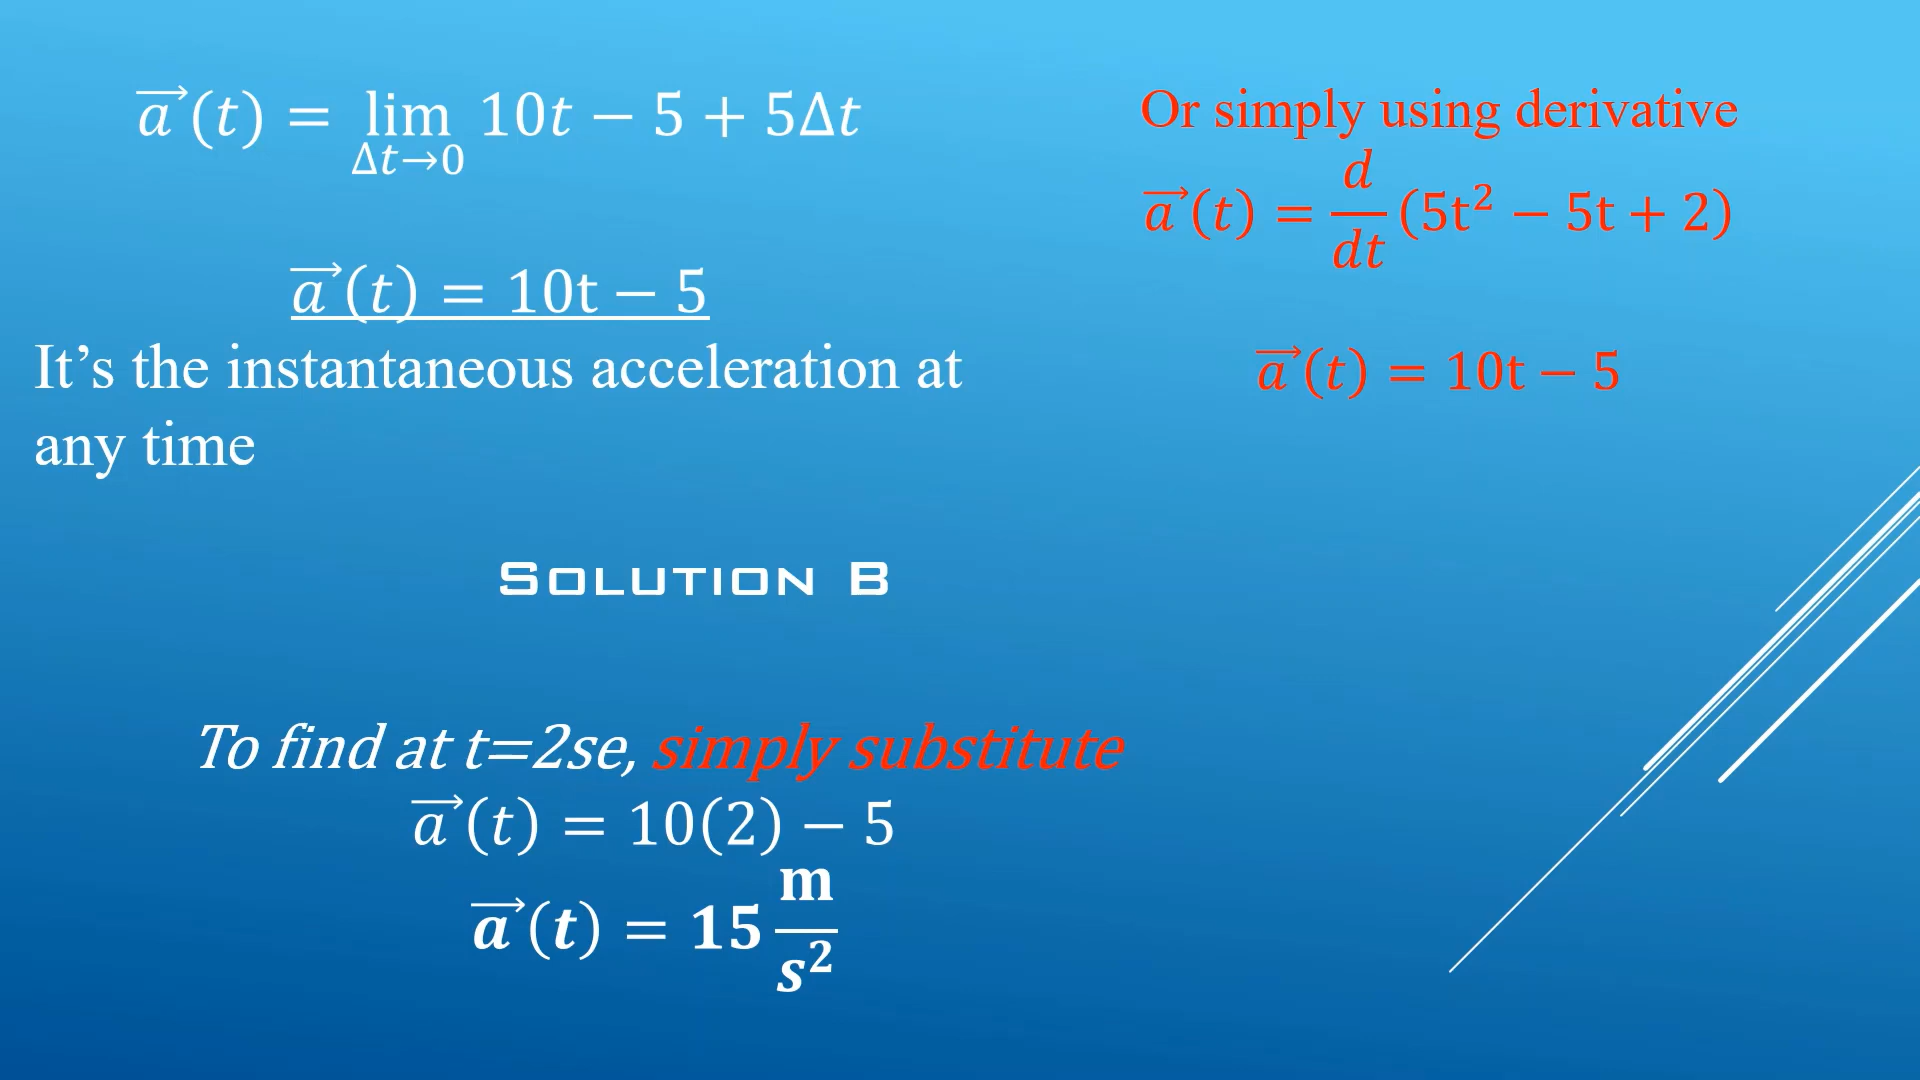 a⃗(t) = lim Δt→0 10t − 5 + 5Δt
a⃗(t) = 10t − 5
It’s the instantaneous acceleration at
any time
Or simply using derivative
a⃗(t) = d/dt (5t² − 5t + 2)
a⃗(t) = 10t − 5
Solution B
To find at t=2se, simply substitute
a⃗(t) = 10(2) − 5
a⃗(t) = 15 m/s²